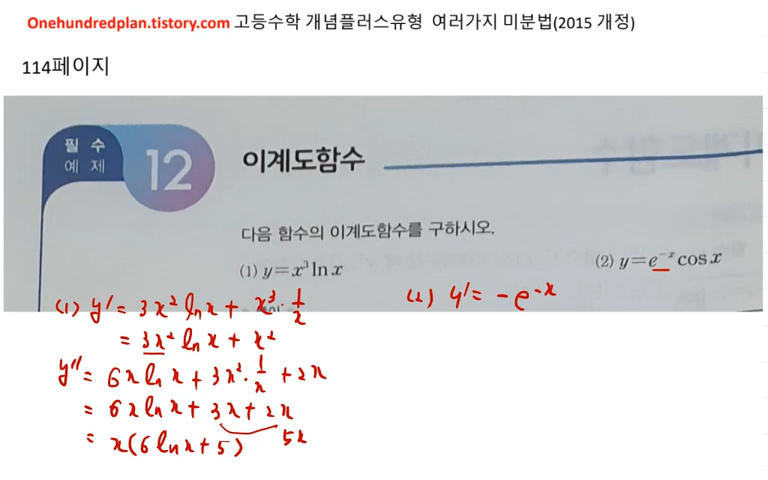 Onehundredplan.tistory.com 고등수학 개념플러스유형 여러가지 미분법(2015 개정)
114페이지
필수
예제
12
이계도함수
다음 함수의 이계도함수를 구하시오.
(1) y=x³ ln x
(2) y=e⁻ˣ cos x
(1) y' = 3x² ln x + x³ · 1/x
= 3x² ln x + x²
y'' = 6x ln x + 3x² · 1/x + 2x
= 6x ln x + 3x + 2x
5x
= x(6 ln x + 5)
(2) y' = -e⁻ˣ